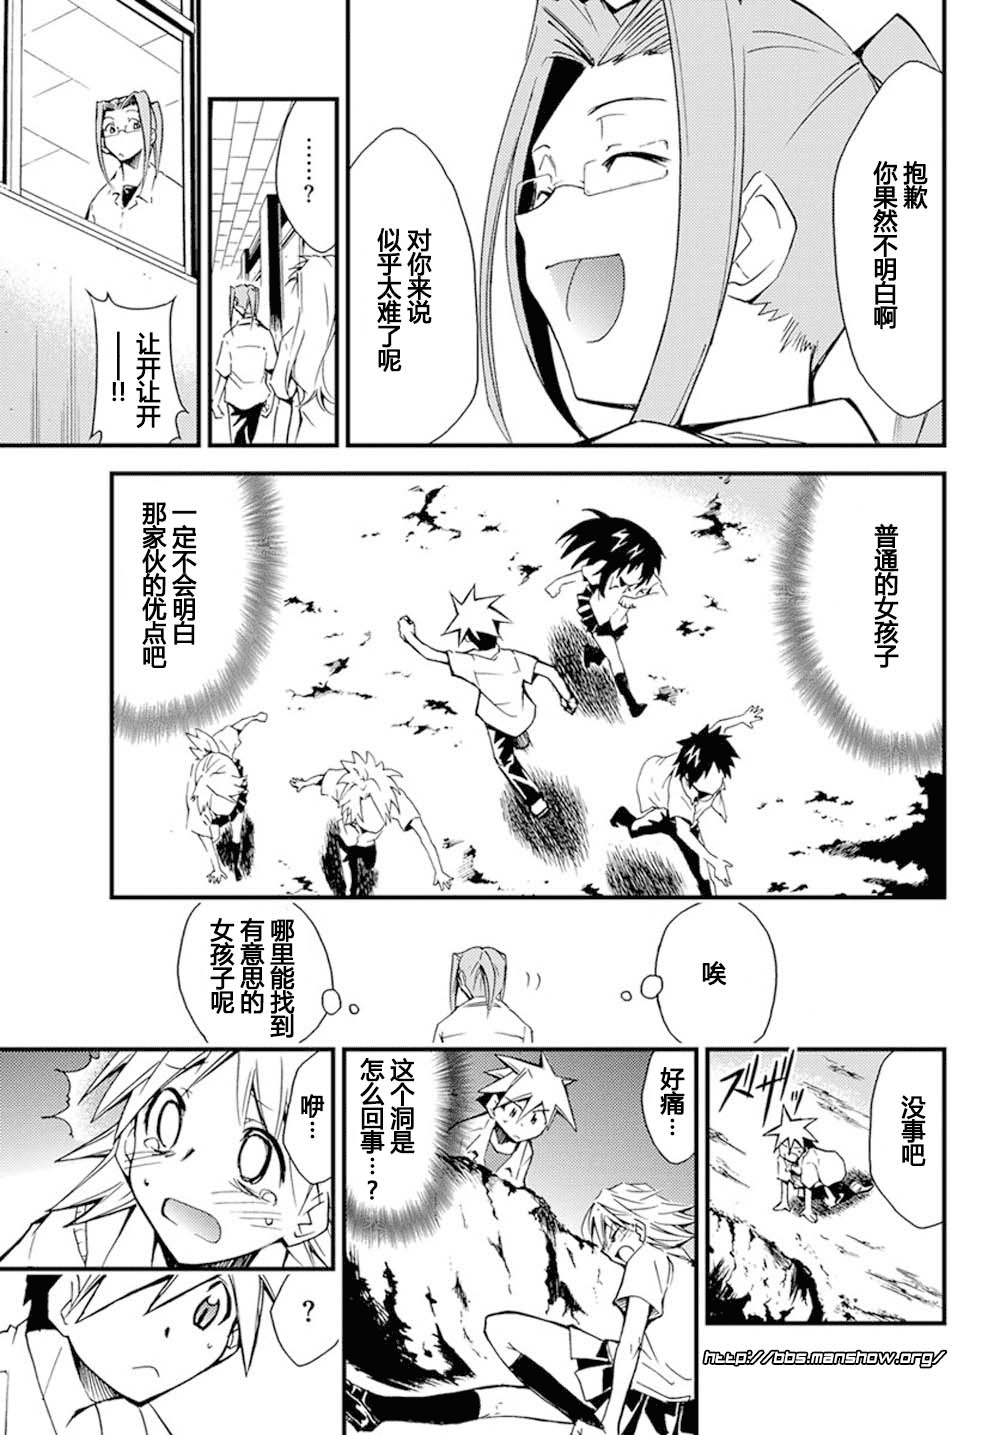 抱歉
你果然不明白啊
对你来说
似乎太难了呢
…?
让开让开
——!!
普通的女孩子
一定不会明白
那家伙的优点吧
唉
哪里能找到
有意思的
女孩子呢
没事吧
ズザ
好痛
…
这个洞是
怎么回事…?
咿
…
?
http://bbs.manshow.org/